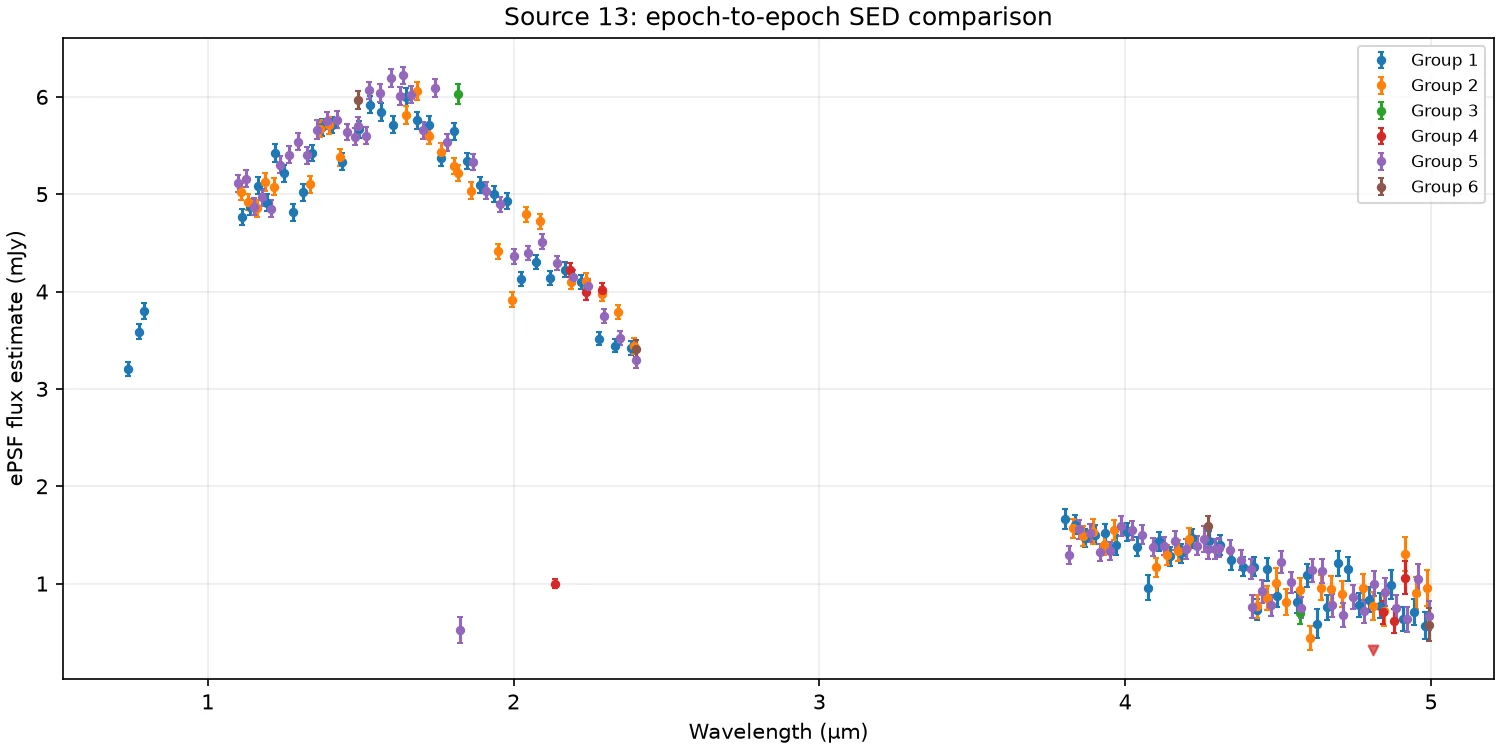 Source 13: epoch-to-epoch SED comparison
ePSF flux estimate (mJy)
6
5
4
3
2
1
Group 1
Group 2
Group 3
Group 4
Group 5
Group 6
1 2 3 4 5
Wavelength (μm)